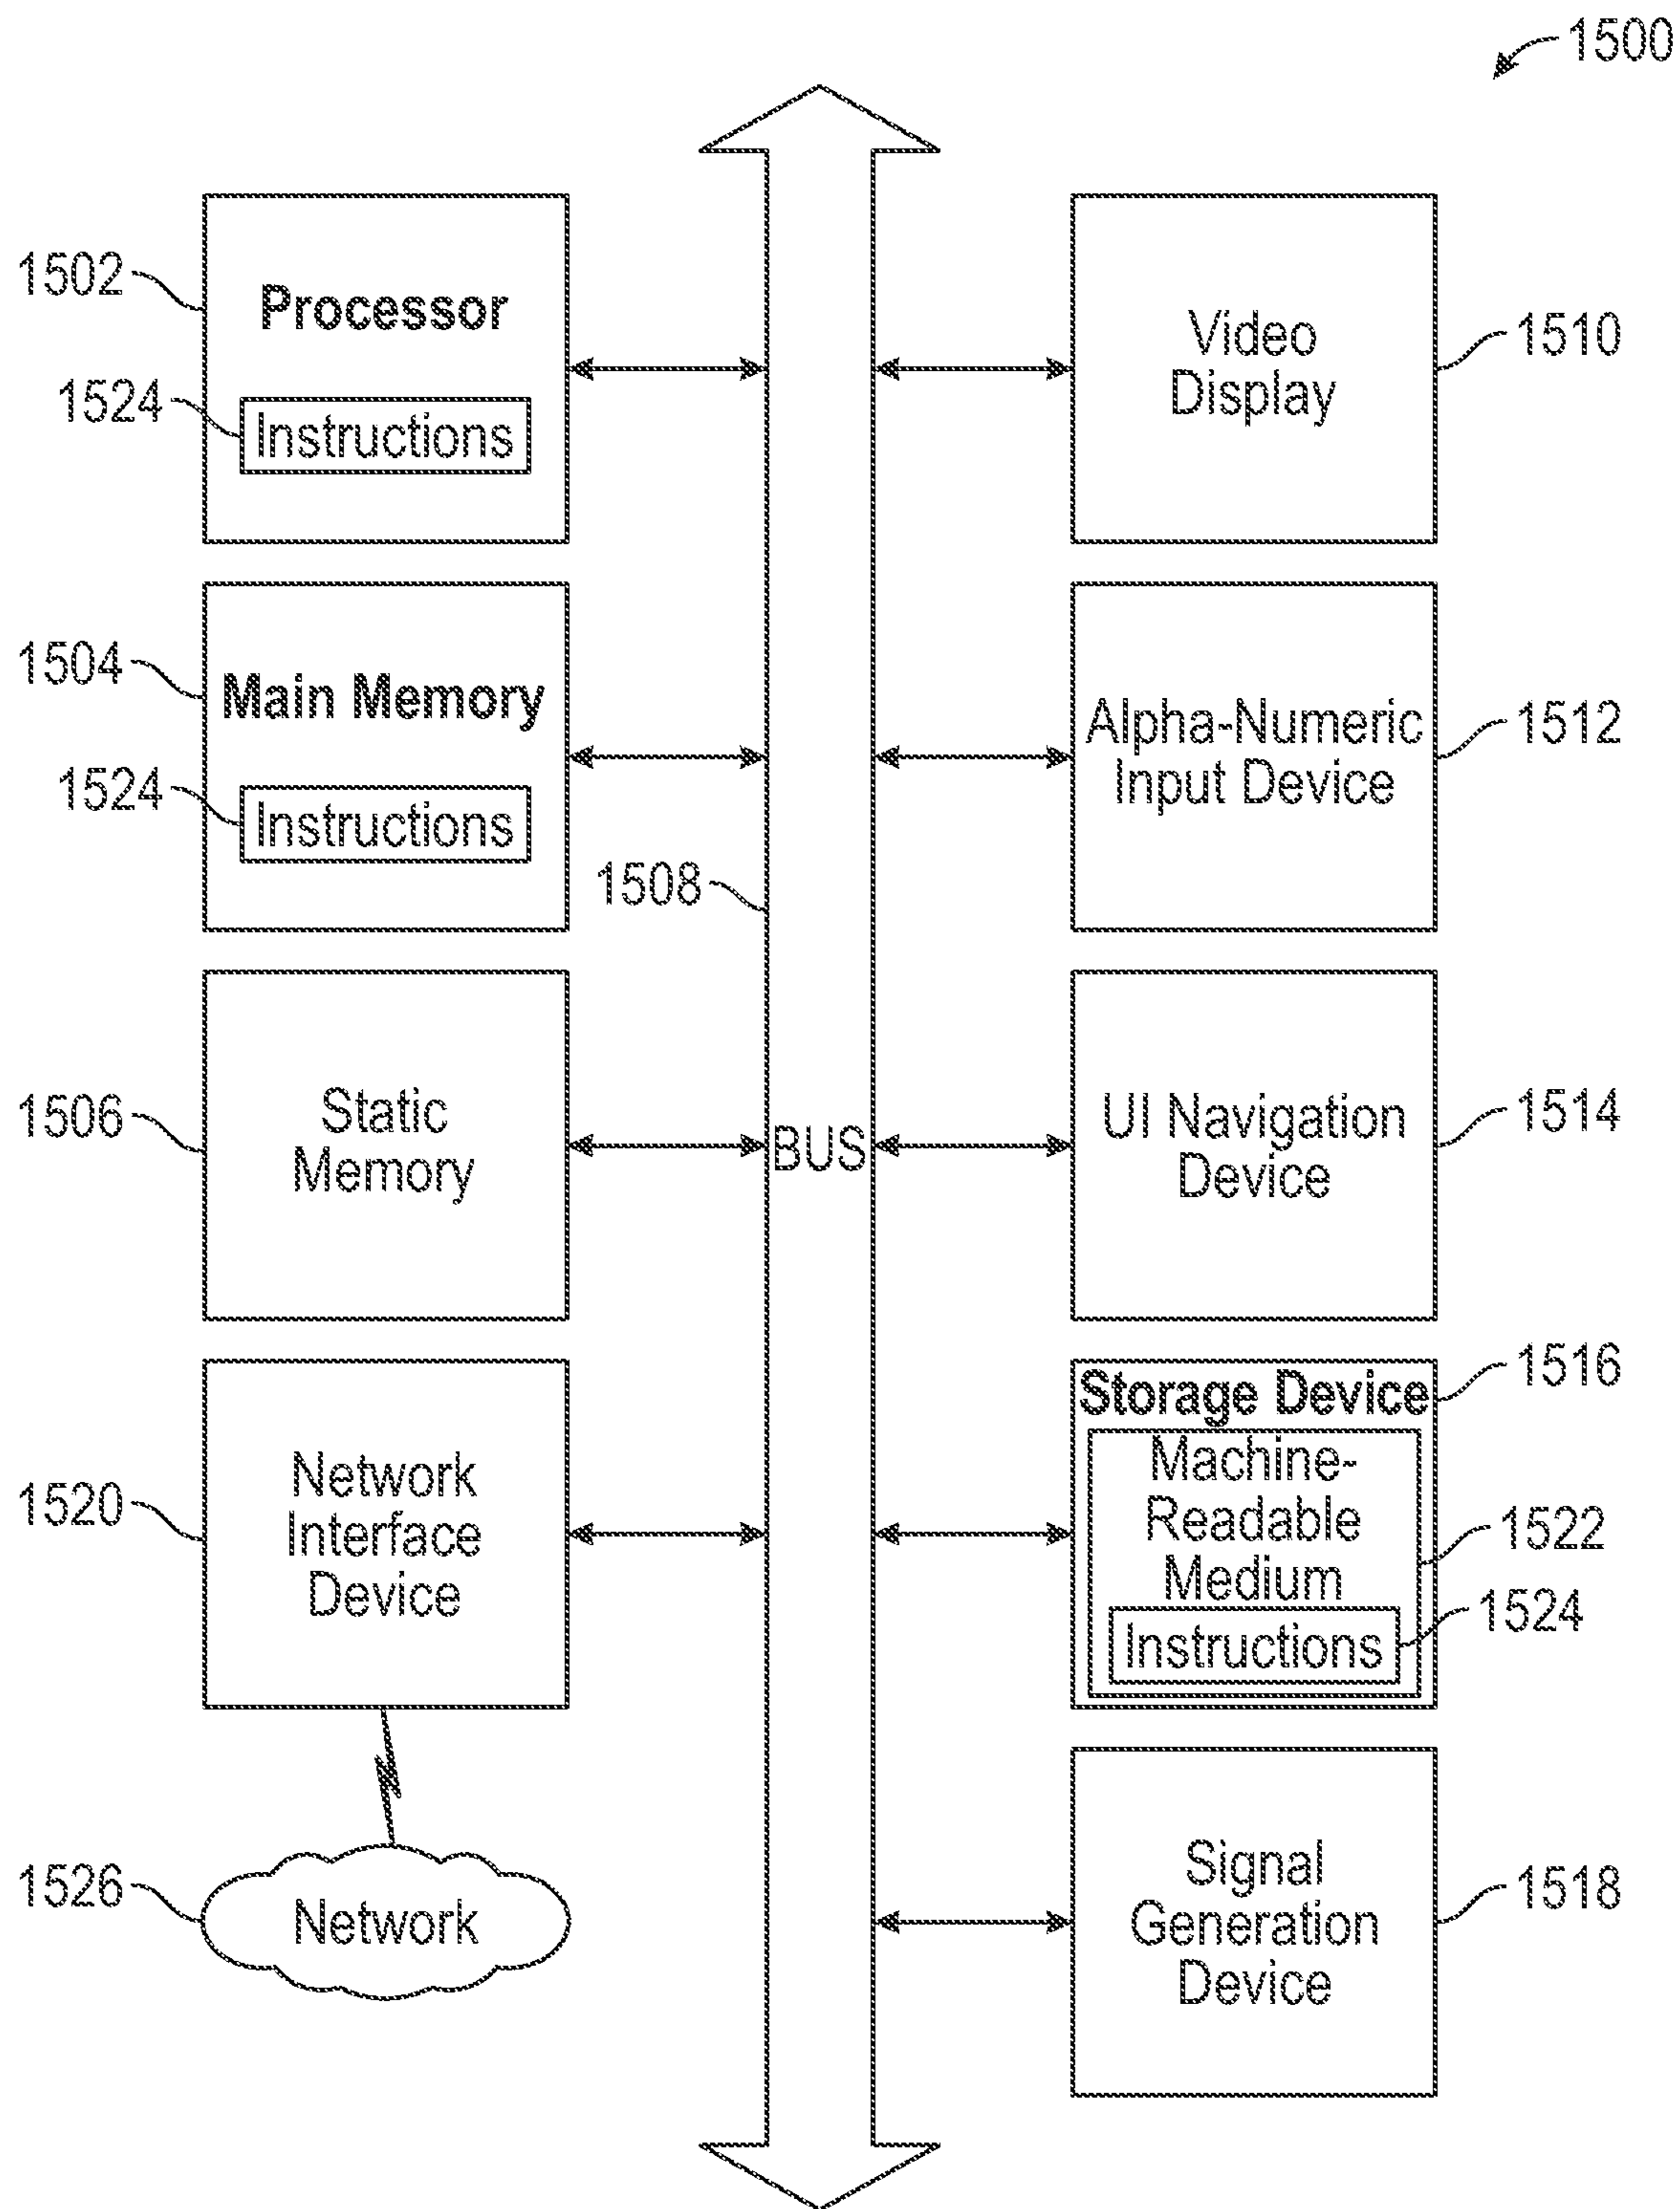 1500
1502
Processor
1524
Instructions
1510
Video
Display
1504
Main Memory
1524
Instructions
1512
Alpha-Numeric
Input Device
1508
1506
Static
Memory
BUS
1514
UI Navigation
Device
1520
Network
Interface
Device
1516
Storage Device
Machine-
Readable
Medium
1522
Instructions
1524
1526
Network
1518
Signal
Generation
Device